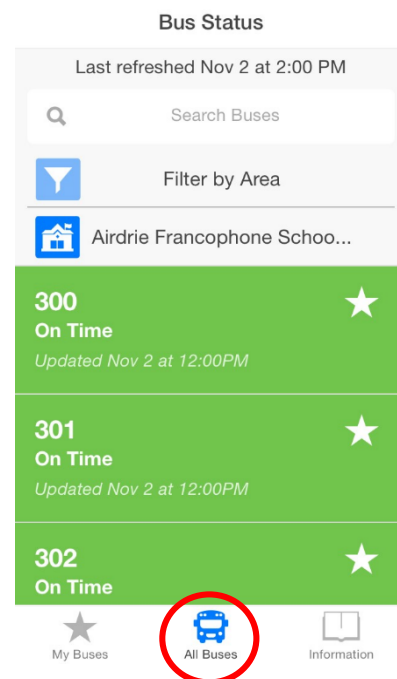 Bus Status
Last refreshed Nov 2 at 2:00 PM
Search Buses
Filter by Area
Airdrie Francophone Schoo...
300
On Time
Updated Nov 2 at 12:00PM
301
On Time
Updated Nov 2 at 12:00PM
302
On Time
My Buses
All Buses
Information